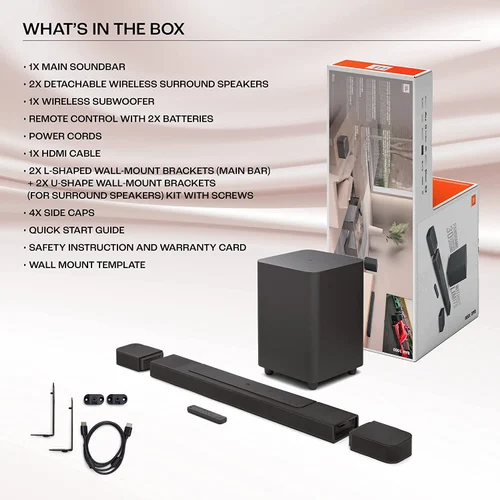 WHAT'S IN THE BOX
• 1X MAIN SOUNDBAR
• 2X DETACHABLE WIRELESS SURROUND SPEAKERS
• 1X WIRELESS SUBWOOFER
• REMOTE CONTROL WITH 2X BATTERIES
• POWER CORDS
• 1X HDMI CABLE
• 2X L-SHAPED WALL-MOUNT BRACKETS (MAIN BAR)
+ 2X U-SHAPE WALL-MOUNT BRACKETS
(FOR SURROUND SPEAKERS) KIT WITH SCREWS
• 4X SIDE CAPS
• QUICK START GUIDE
• SAFETY INSTRUCTION AND WARRANTY CARD
• WALL MOUNT TEMPLATE
JBL
BAR 1000